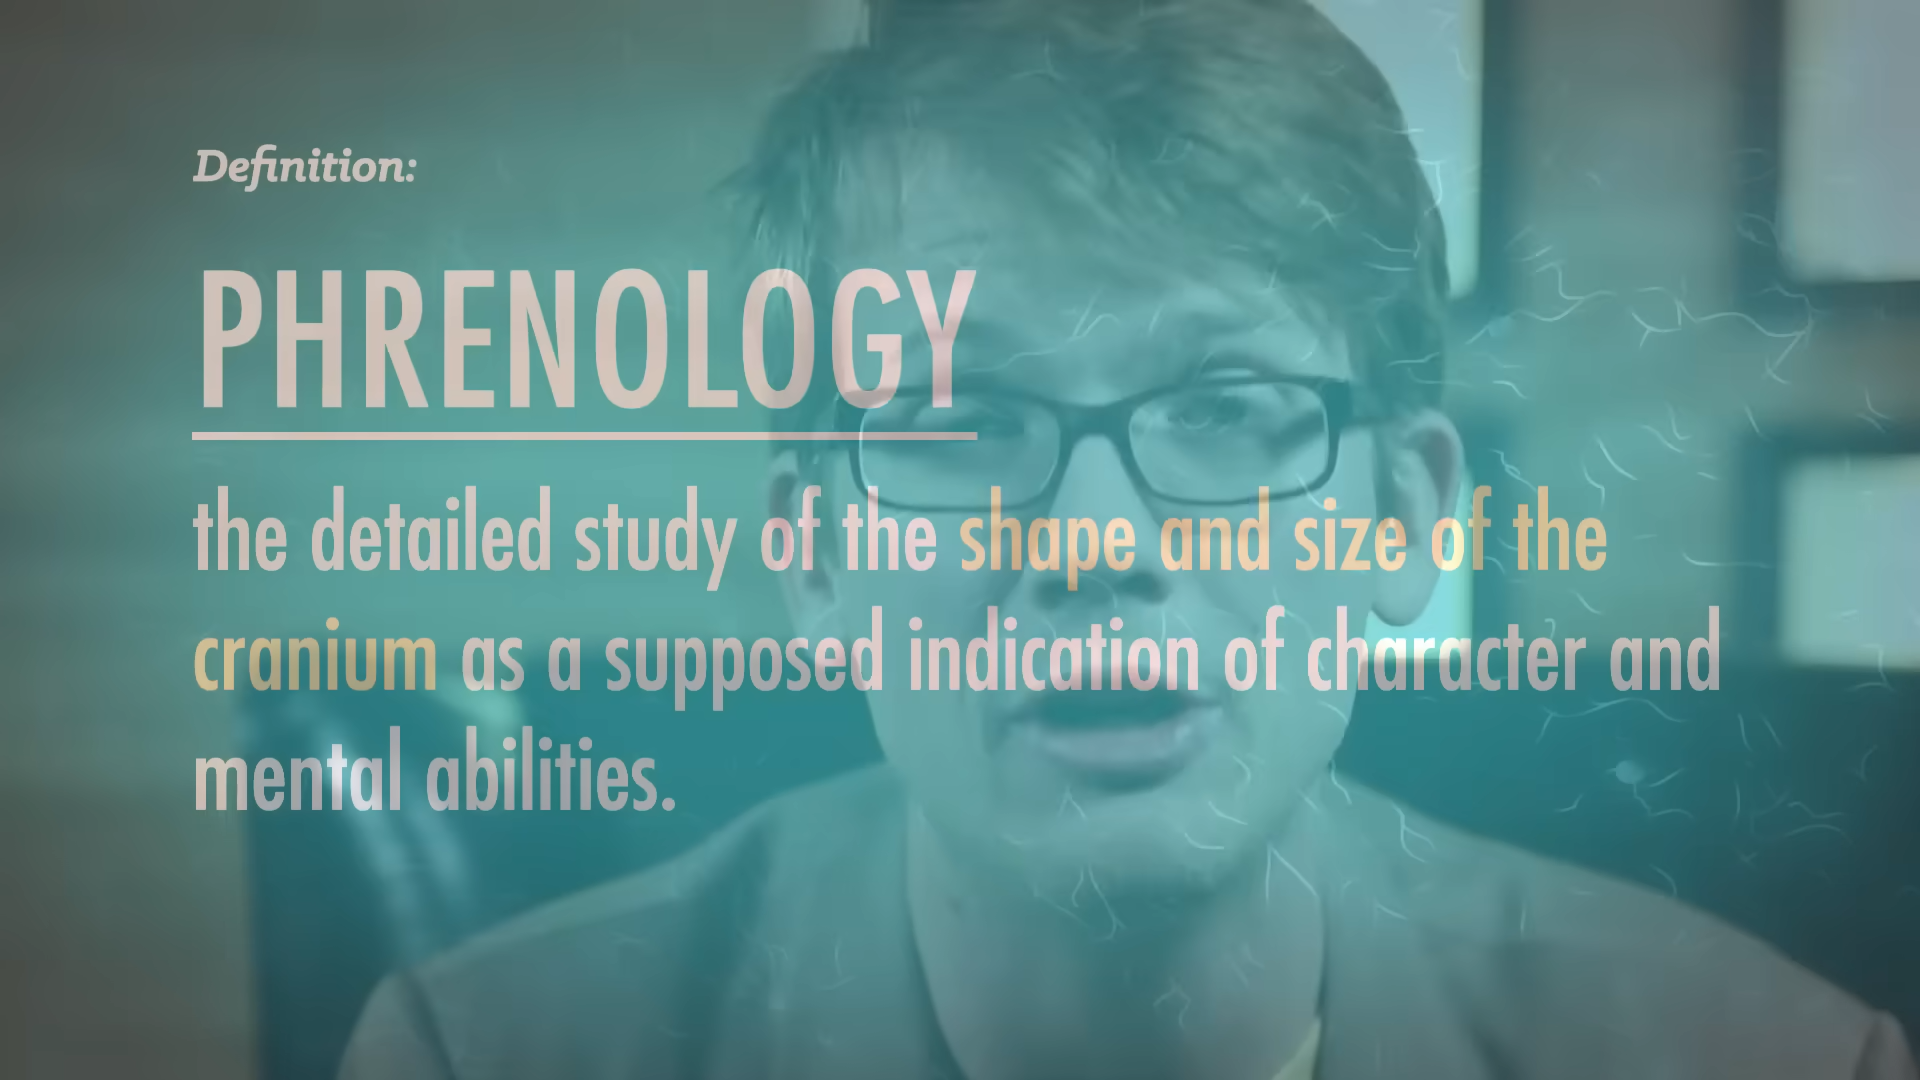 Definition:
PHRENOLOGY
the detailed study of the shape and size of the
cranium as a supposed indication of character and
mental abilities.